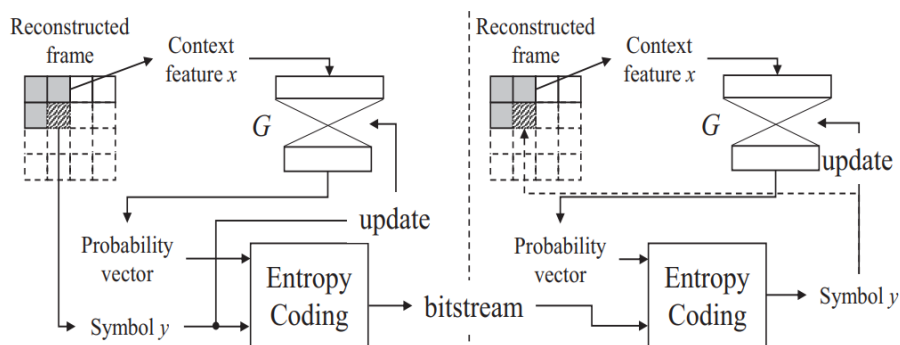 Reconstructed
frame
Context
feature x
G
update
Probability
vector
Entropy
Coding
Symbol y
bitstream
Reconstructed
frame
Context
feature x
G
update
Probability
vector
Entropy
Coding
Symbol y